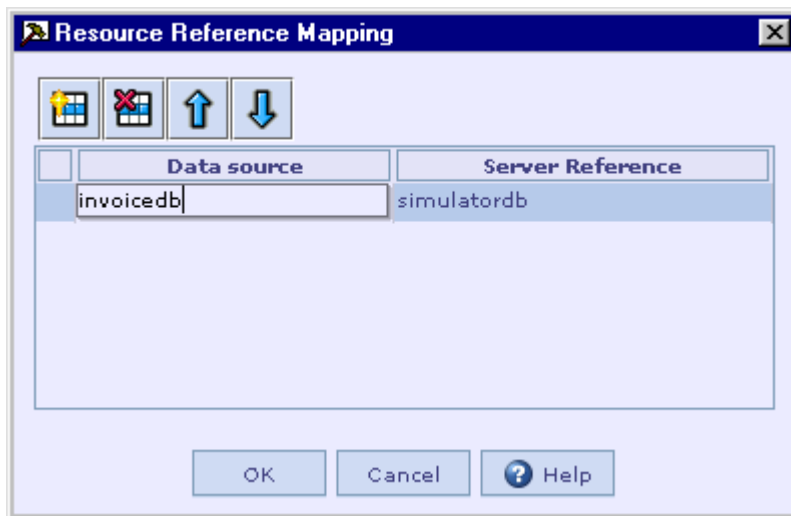 Resource Reference Mapping
Data source Server Reference
invoicedb simulatordb
OK Cancel Help